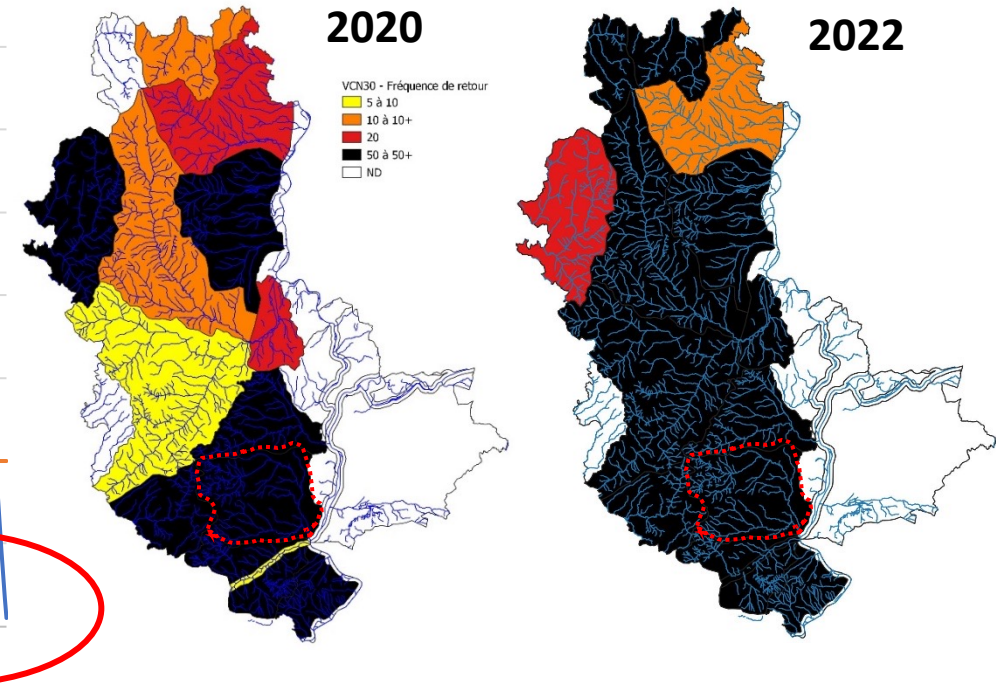 2020
2022
VCN30 - Fréquence de retour
5 à 10
10 à 10+
20
50 à 50+
ND